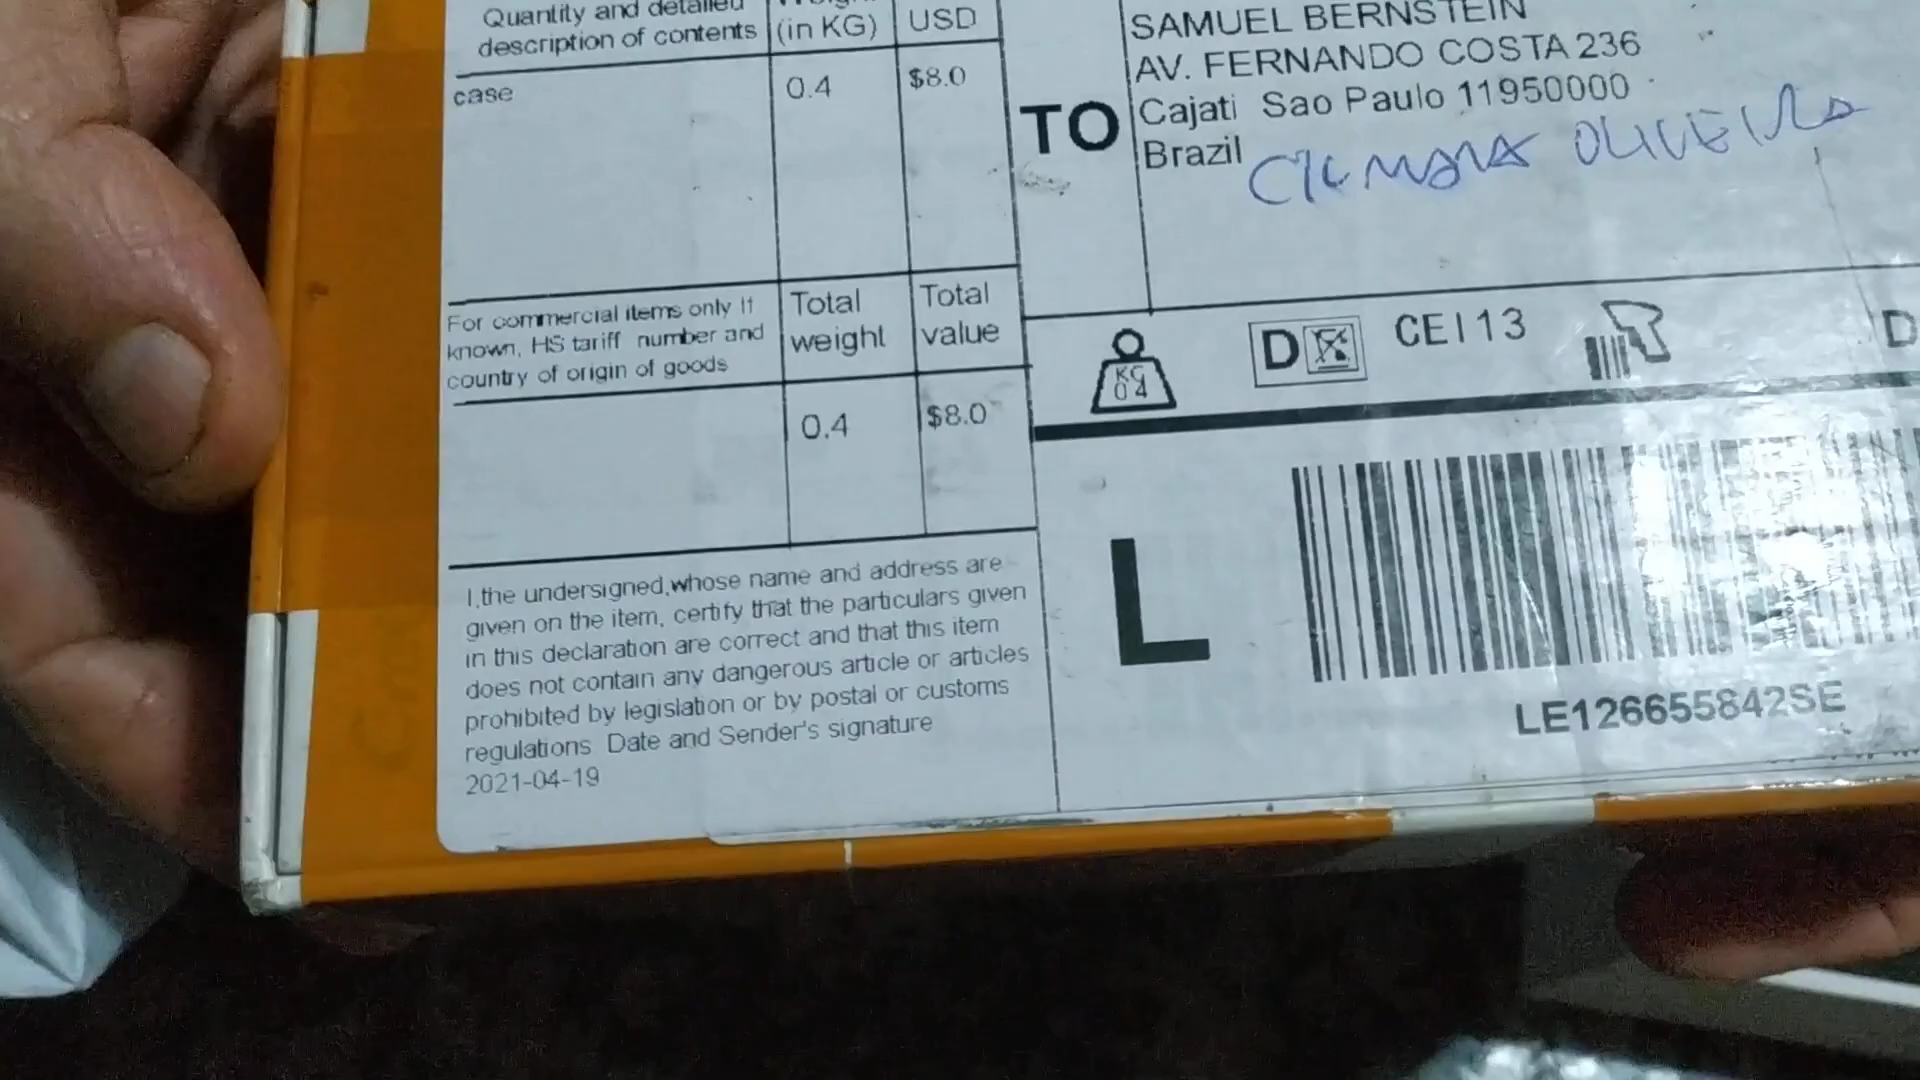 Quantity and detailed
description of contents
(in KG)
USD
case
0.4
$8.0
For commercial items only If
known, HS tariff number and
country of origin of goods
Total
weight
Total
value
0.4
$8.0
I,the undersigned,whose name and address are
given on the item, certify that the particulars given
in this declaration are correct and that this item
does not contain any dangerous article or articles
prohibited by legislation or by postal or customs
regulations Date and Sender's signature
2021-04-19
TO
SAMUEL BERNSTEIN
AV. FERNANDO COSTA 236
Cajati Sao Paulo 11950000
Brazil
OLIVEIRA
KG
0 4
D
CEI 13
D
L
LE126655842SE